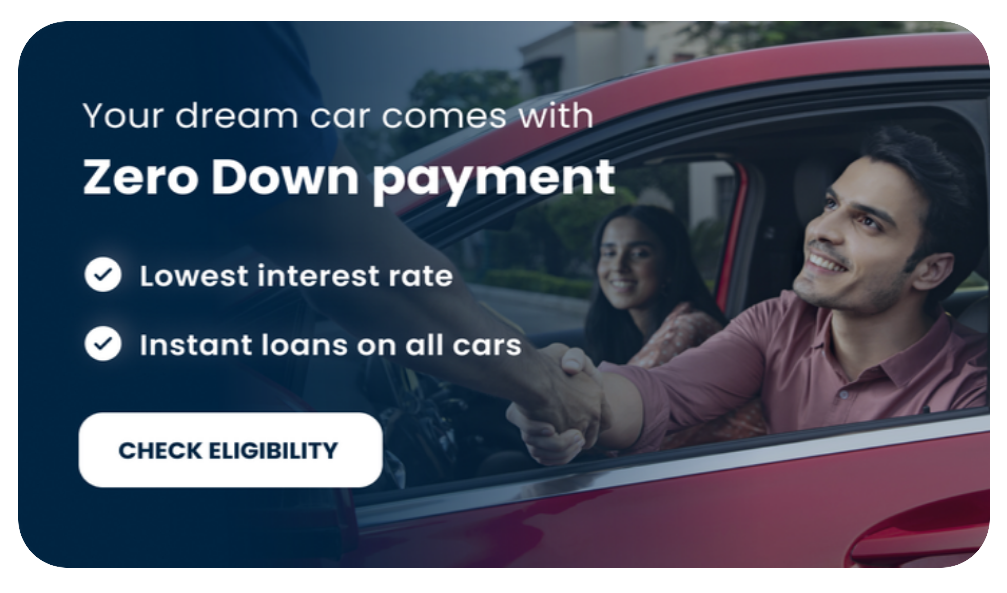 Your dream car comes with
Zero Down payment
Lowest interest rate
Instant loans on all cars
CHECK ELIGIBILITY